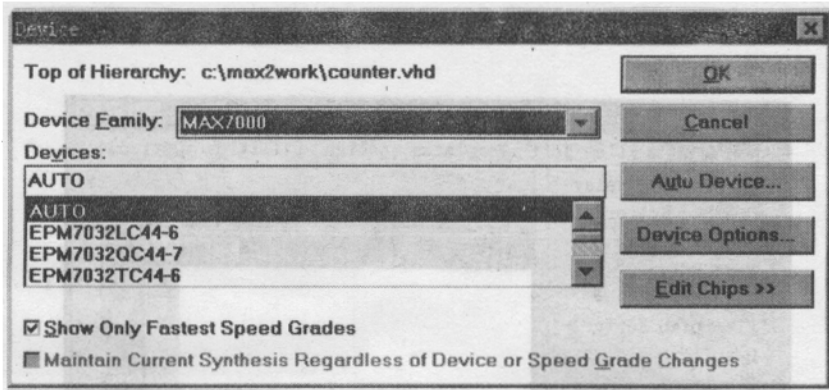 Device
Top of Hierarchy: c:\max2work\counter.vhd
OK
Device Family: MAX7000
Cancel
Devices:
AUTO
Auto Device...
AUTO
EPM7032LC44-6
EPM7032QC44-7
EPM7032TC44-6
Device Options...
Edit Chips >>
Show Only Fastest Speed Grades
Maintain Current Synthesis Regardless of Device or Speed Grade Changes